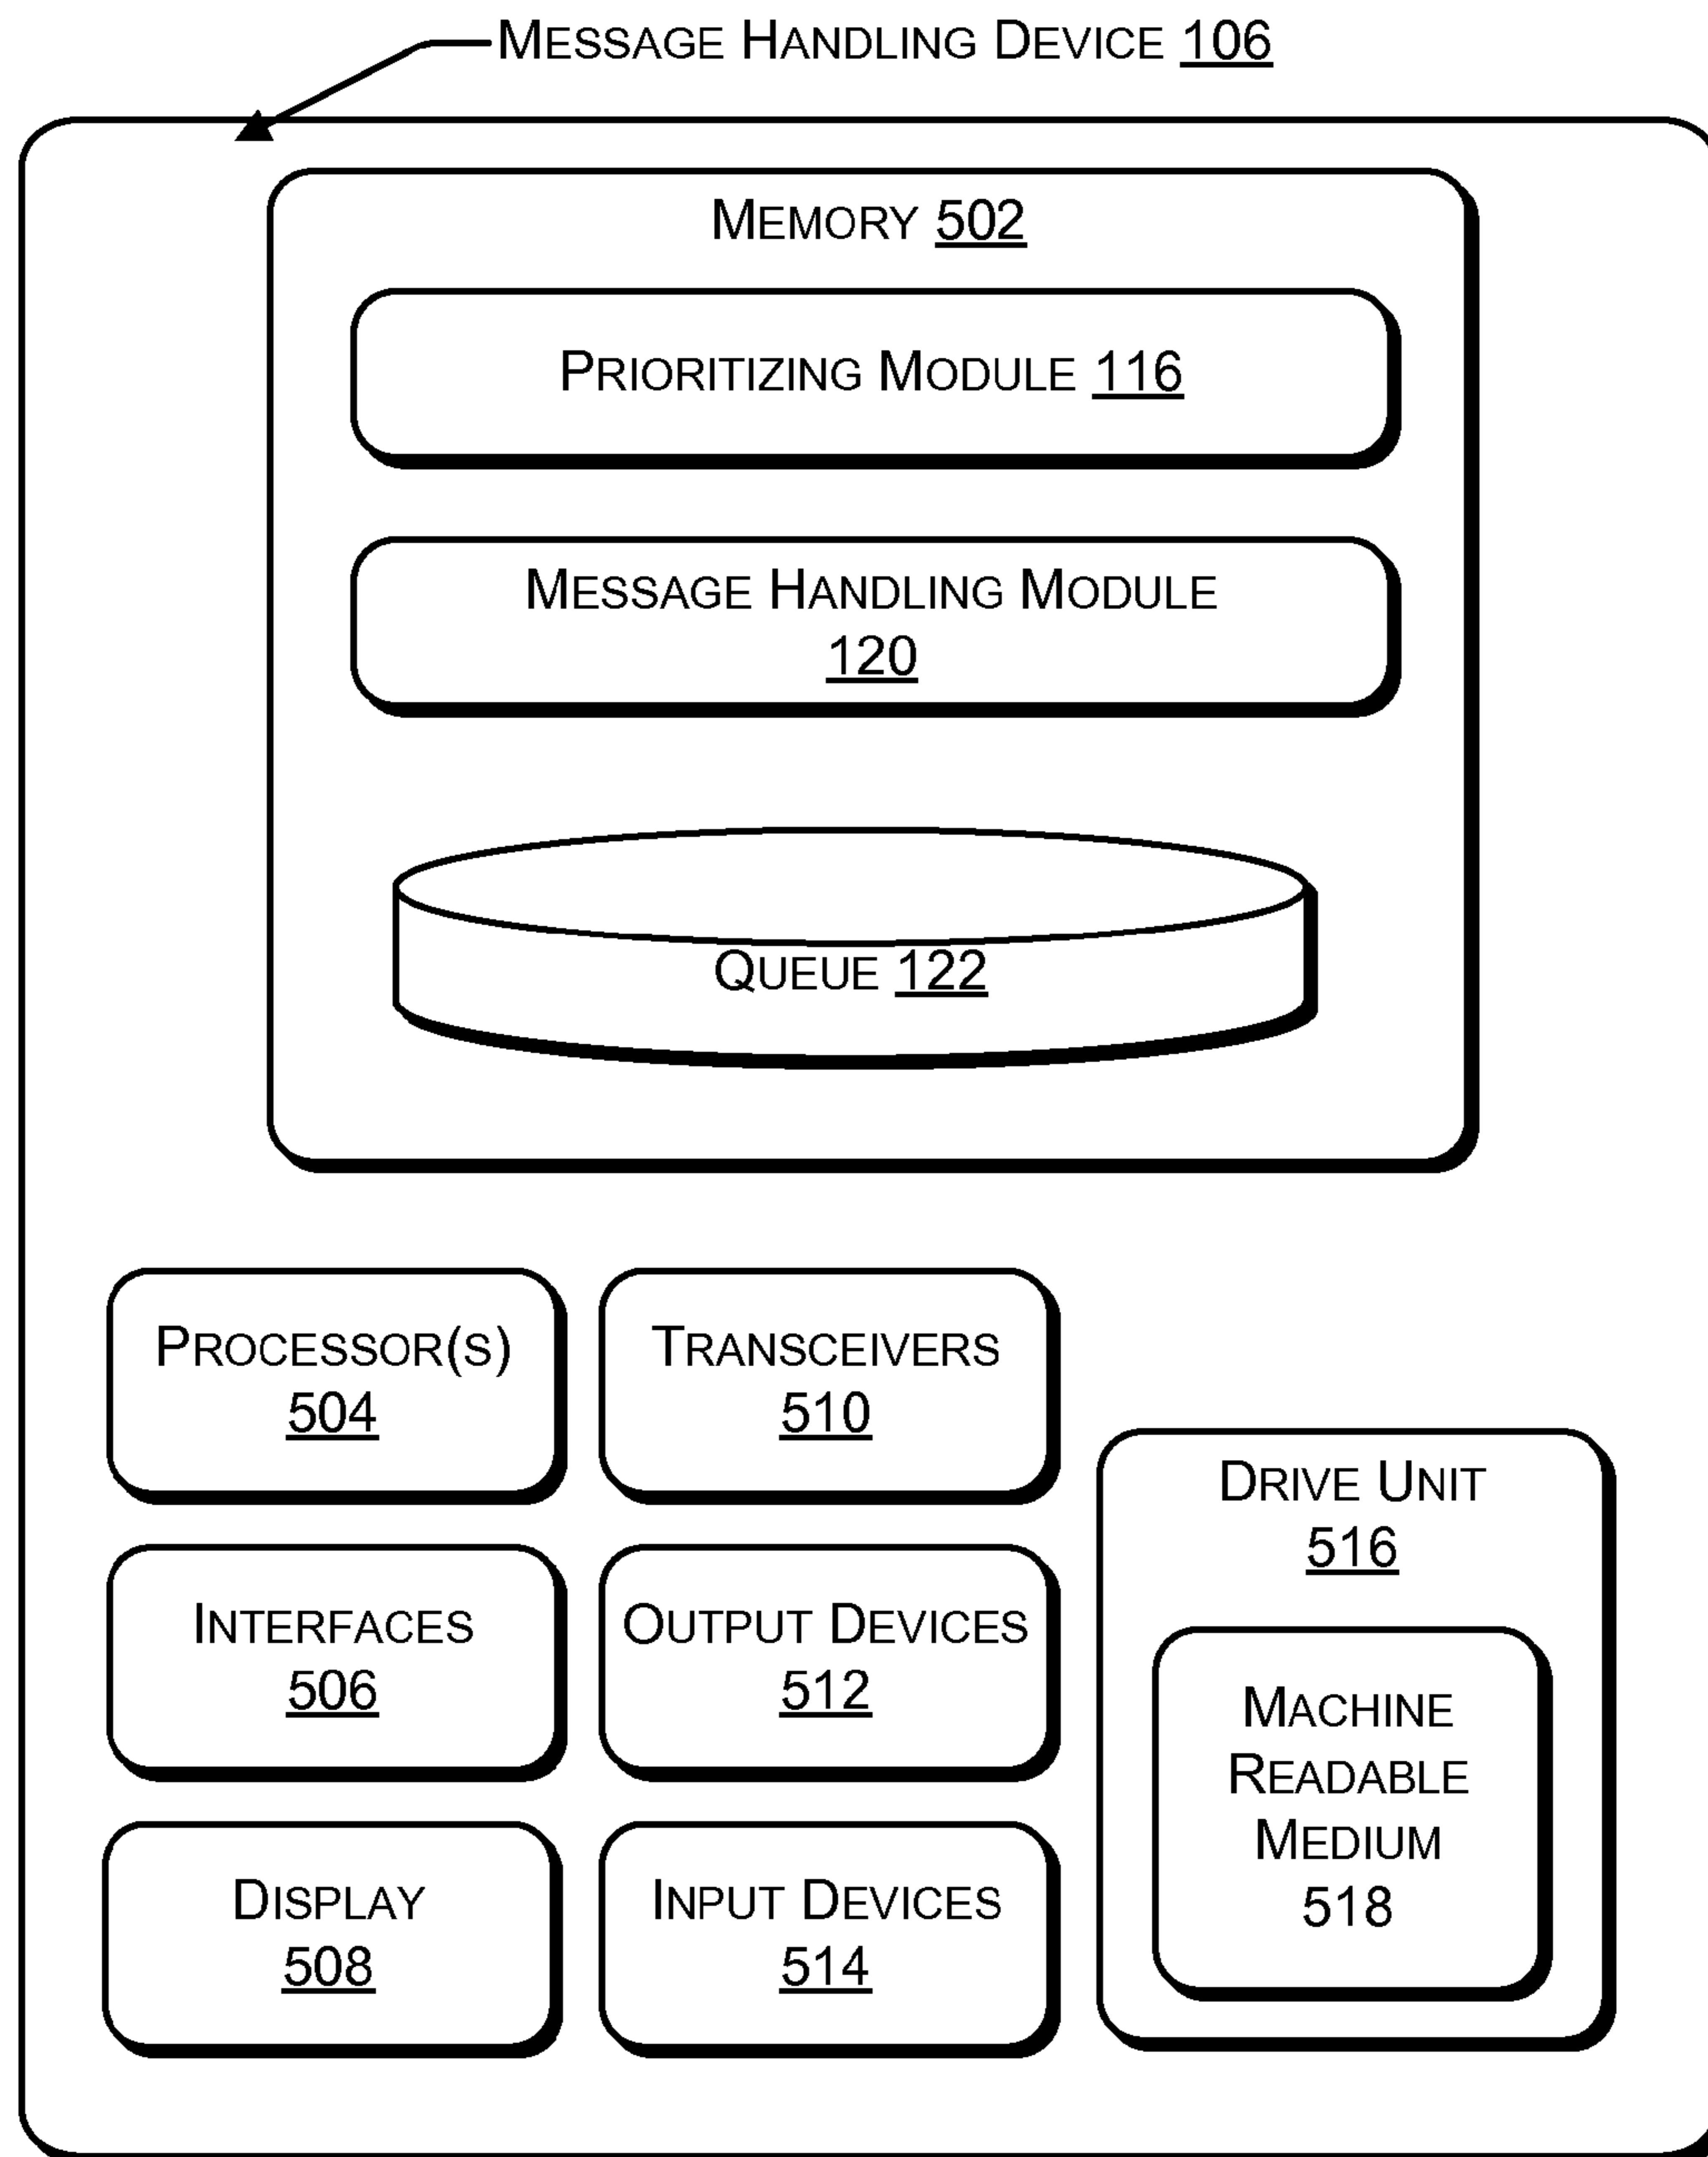 MESSAGE HANDLING DEVICE 106
MEMORY 502
PRIORITIZING MODULE 116
MESSAGE HANDLING MODULE
120
QUEUE 122
PROCESSOR(S)
504
TRANSCEIVERS
510
INTERFACES
506
OUTPUT DEVICES
512
DISPLAY
508
INPUT DEVICES
514
DRIVE UNIT
516
MACHINE
READABLE
MEDIUM
518